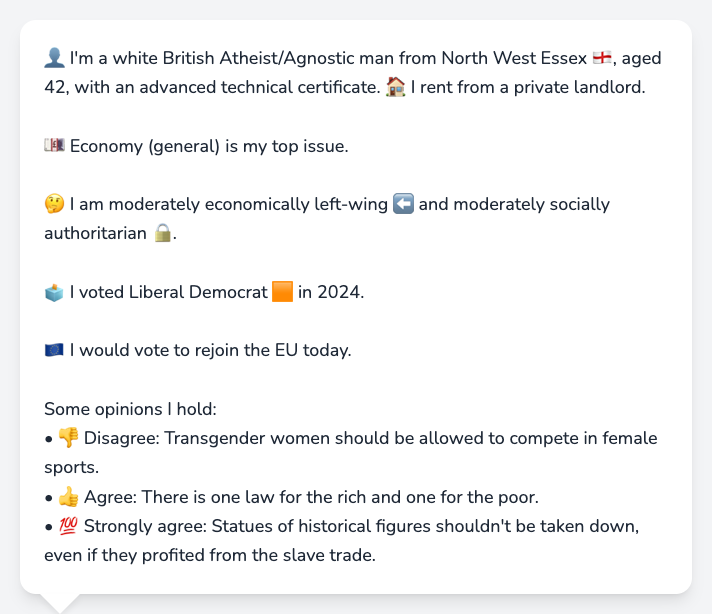 👤 I'm a white British Atheist/Agnostic man from North West Essex 🏴󠁧󠁢󠁥󠁮󠁧󠁿, aged
42, with an advanced technical certificate. 🏠 I rent from a private landlord.
💷 Economy (general) is my top issue.
🤔 I am moderately economically left-wing ⬅️ and moderately socially
authoritarian 🔒.
🗳️ I voted Liberal Democrat 🟧 in 2024.
🇪🇺 I would vote to rejoin the EU today.
Some opinions I hold:
• 👎 Disagree: Transgender women should be allowed to compete in female
sports.
• 👍 Agree: There is one law for the rich and one for the poor.
• 💯 Strongly agree: Statues of historical figures shouldn't be taken down,
even if they profited from the slave trade.